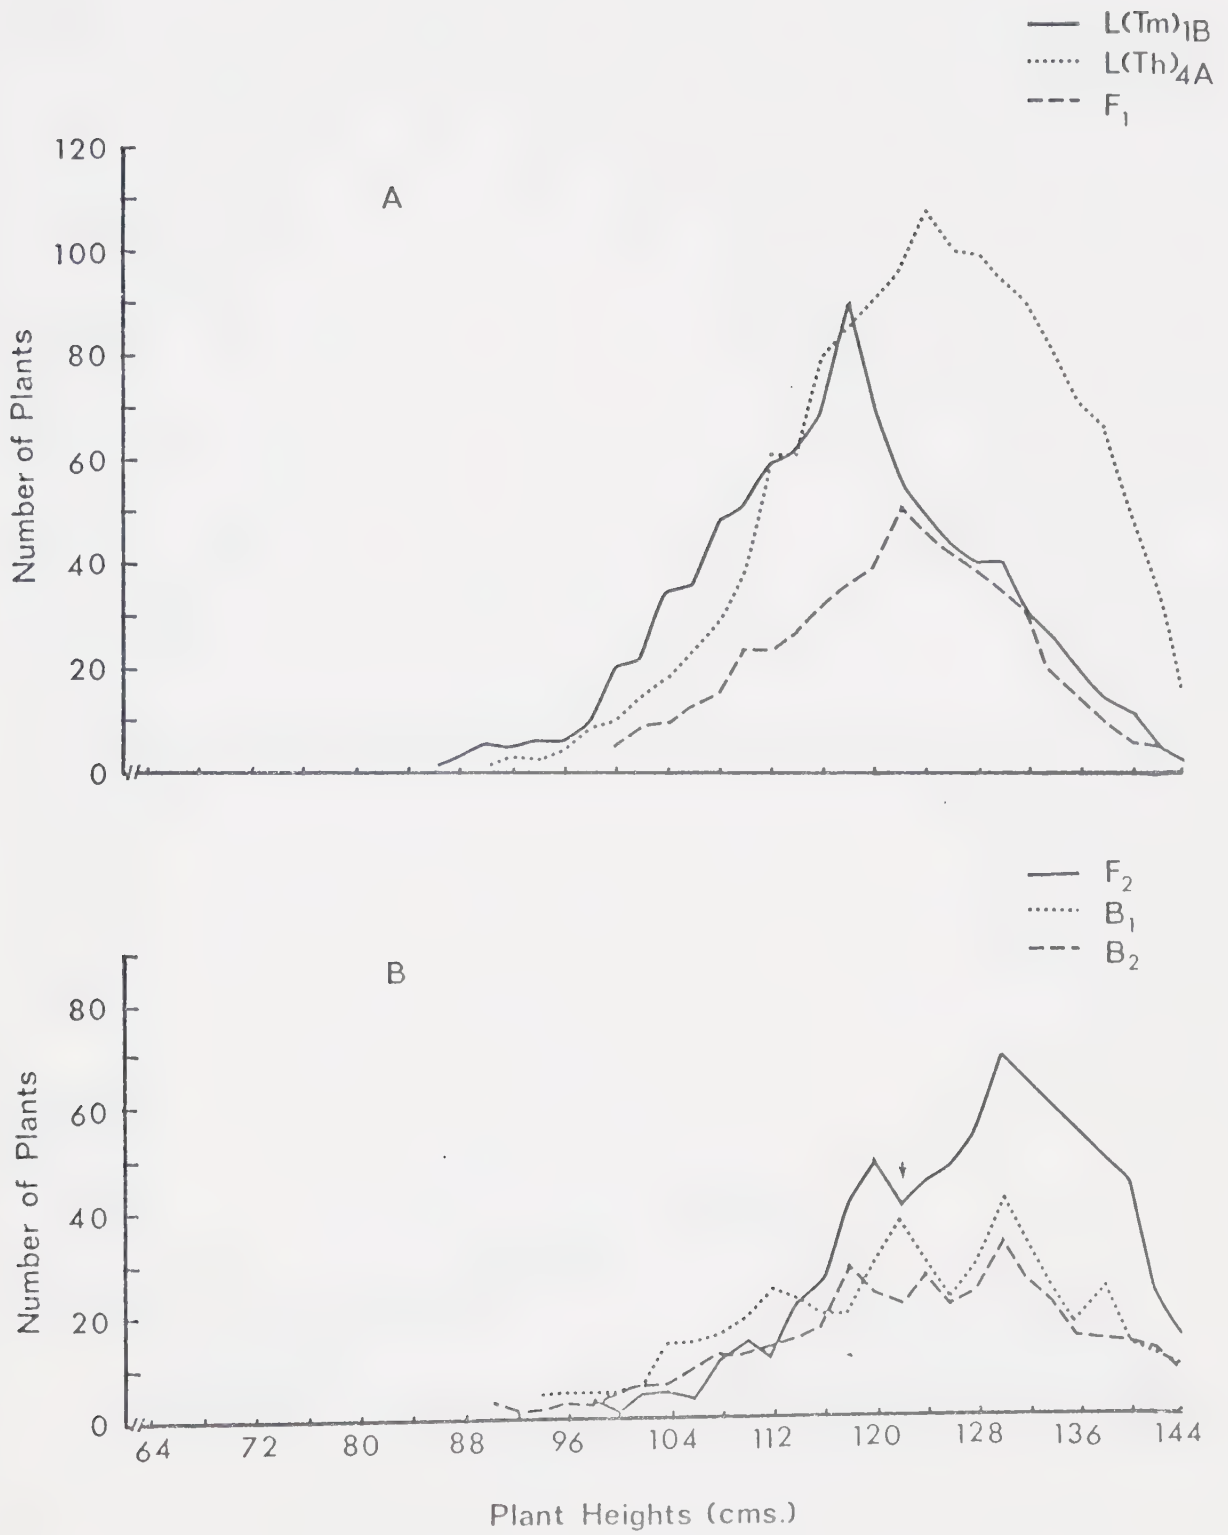 L(Tm)1B
L(Th)4A
F1
A
120
100
80
60
40
20
0
Number of Plants
F2
B1
B2
B
80
60
40
20
0
Number of Plants
64 72 80 88 96 104 112 120 128 136 144
Plant Heights (cms.)